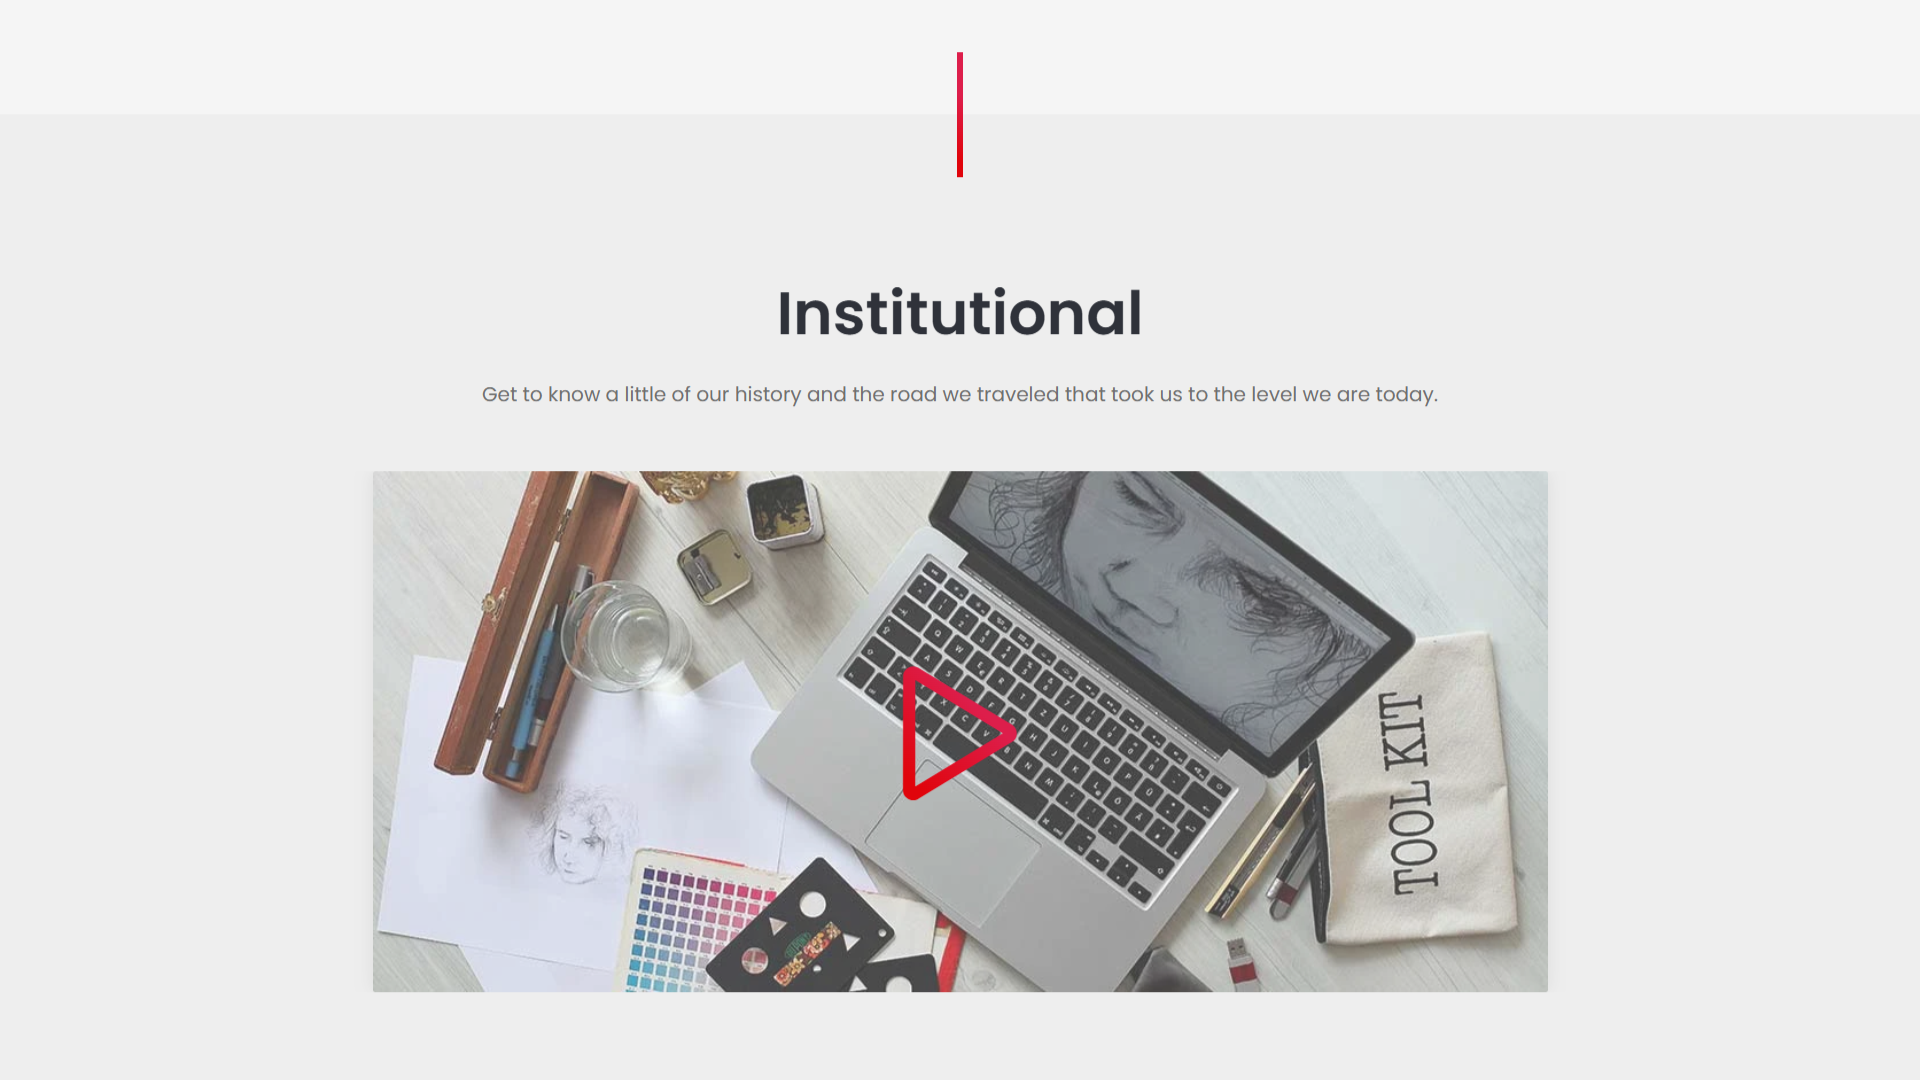 Institutional
Get to know a little of our history and the road we traveled that took us to the level we are today.
TOOL KIT